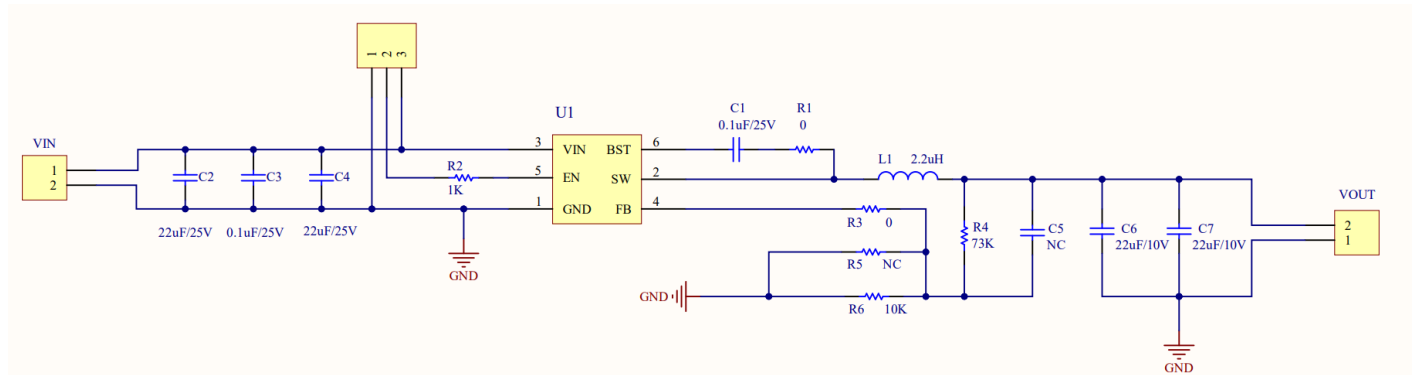 1 2 3
U1
C1
R1
0.1uF/25V
0
VIN
1
2
C2
C3
C4
22uF/25V
0.1uF/25V
22uF/25V
R2
1K
3
VIN
BST
6
5
EN
SW
2
1
GND
FB
4
L1
2.2uH
R3
0
R5
NC
R6
10K
R4
73K
C5
NC
C6
22uF/10V
C7
22uF/10V
VOUT
2
1
GND
GND
GND